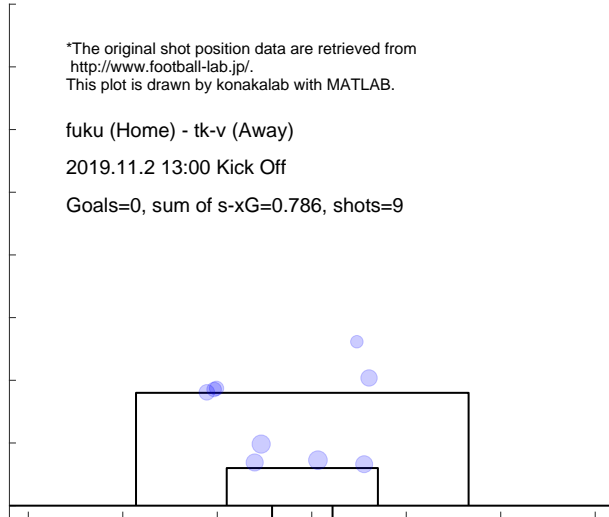 *The original shot position data are retrieved from
http://www.football-lab.jp/.
This plot is drawn by konakalab with MATLAB.
fuku (Home) - tk-v (Away)
2019.11.2 13:00 Kick Off
Goals=0, sum of s-xG=0.786, shots=9